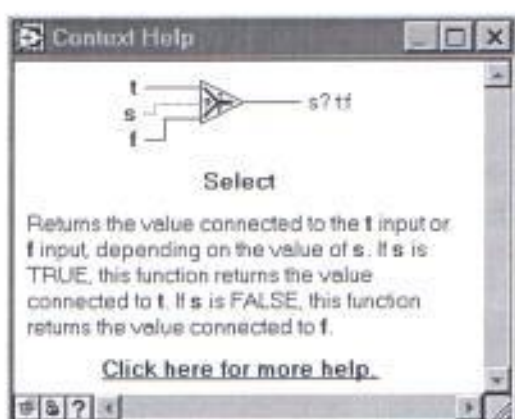 Context Help
t
s
s? t:f
f
Select
Returns the value connected to the t input or
f input, depending on the value of s. If s is
TRUE, this function returns the value
connected to t. If s is FALSE, this function
returns the value connected to f.
Click here for more help.
?